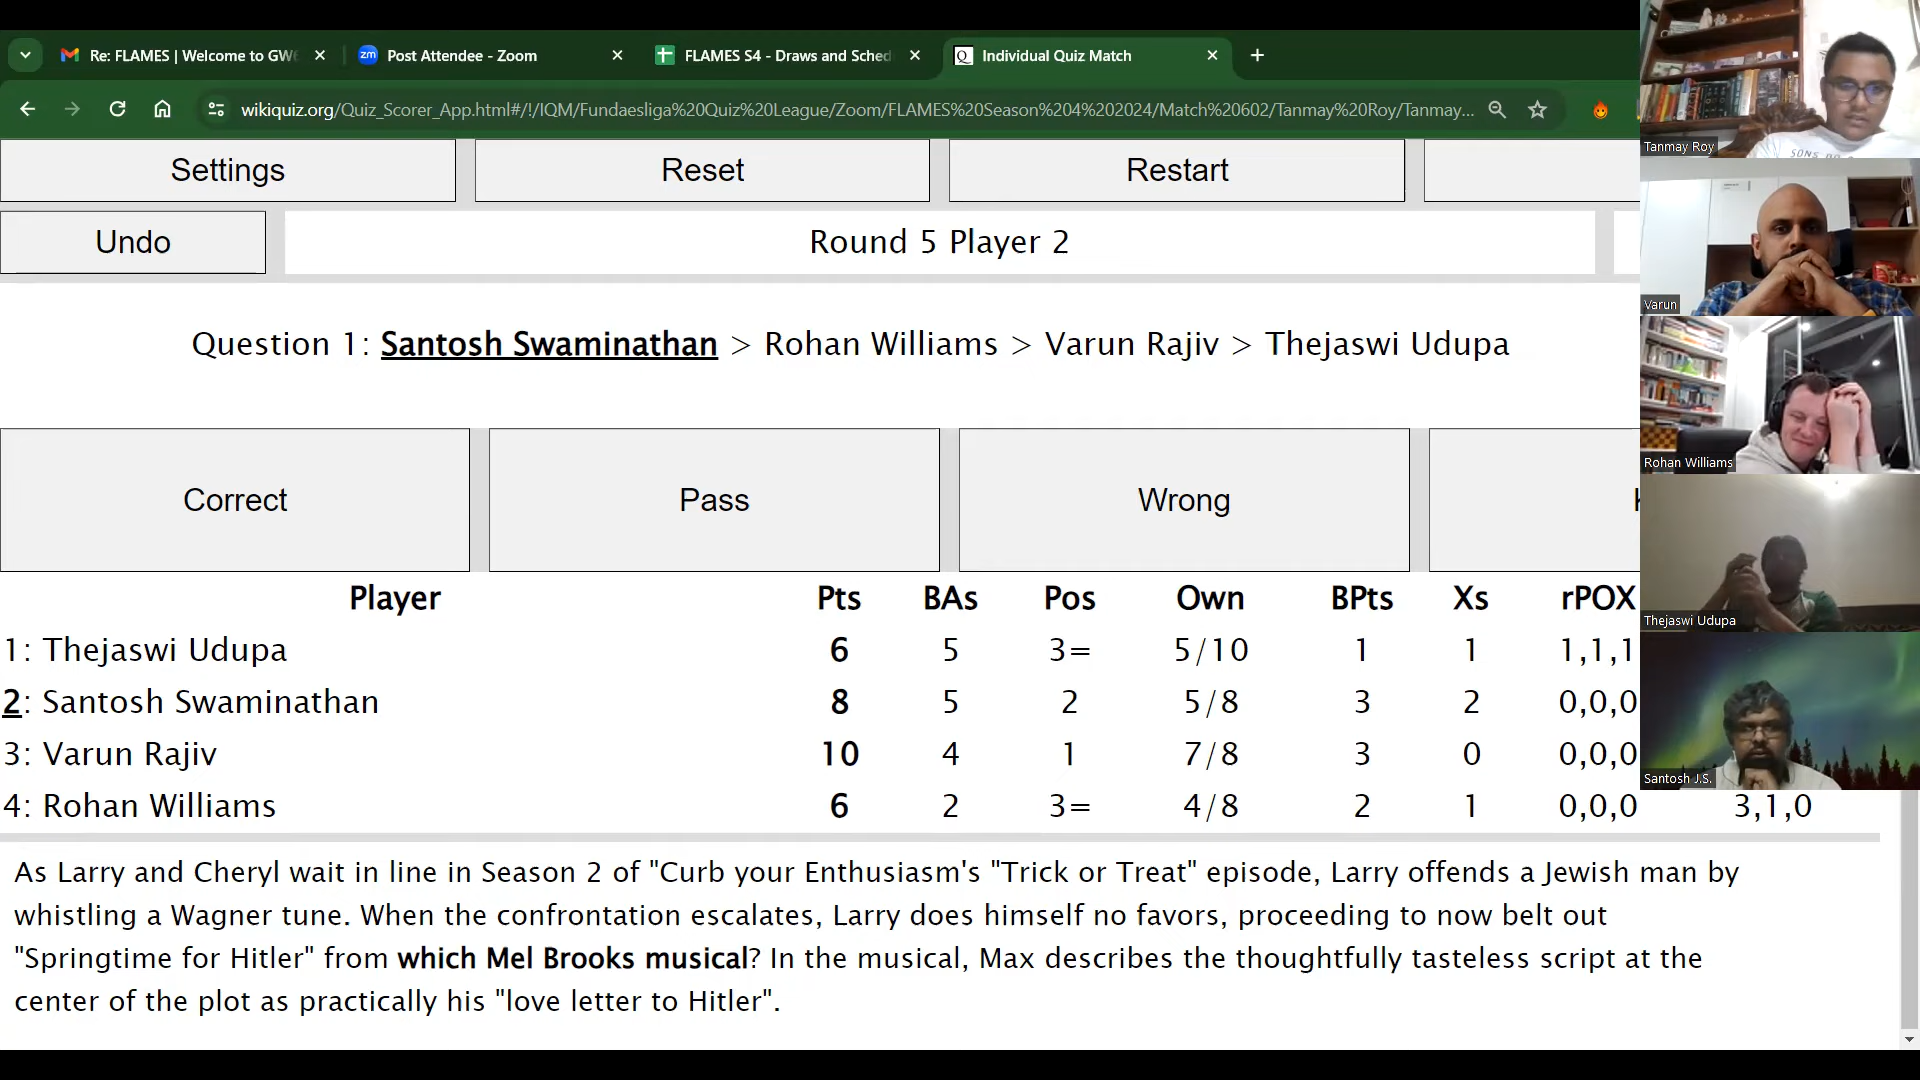 Re: FLAMES | Welcome to GW
Post Attendee - Zoom
FLAMES S4 - Draws and Sched
Individual Quiz Match
wikiquiz.org/Quiz_Scorer_App.html#/!/IQM/Fundaesliga%20Quiz%20League/Zoom/FLAMES%20Season%204%202024/Match%20602/Tanmay%20Roy/Tanmay...
Settings Reset Restart
Undo Round 5 Player 2
Question 1: Santosh Swaminathan > Rohan Williams > Varun Rajiv > Thejaswi Udupa
Correct Pass Wrong
Player Pts BAs Pos Own BPts Xs rPOX
1: Thejaswi Udupa 6 5 3= 5/10 1 1 1,1,1
2: Santosh Swaminathan 8 5 2 5/8 3 2 0,0,0
3: Varun Rajiv 10 4 1 7/8 3 0 0,0,0
4: Rohan Williams 6 2 3= 4/8 2 1 0,0,0 3,1,0
As Larry and Cheryl wait in line in Season 2 of "Curb your Enthusiasm's "Trick or Treat" episode, Larry offends a Jewish man by
whistling a Wagner tune. When the confrontation escalates, Larry does himself no favors, proceeding to now belt out
"Springtime for Hitler" from which Mel Brooks musical? In the musical, Max describes the thoughtfully tasteless script at the
center of the plot as practically his "love letter to Hitler".
Tanmay Roy
SONS
Varun
Rohan Williams
Thejaswi Udupa
Santosh J.S.